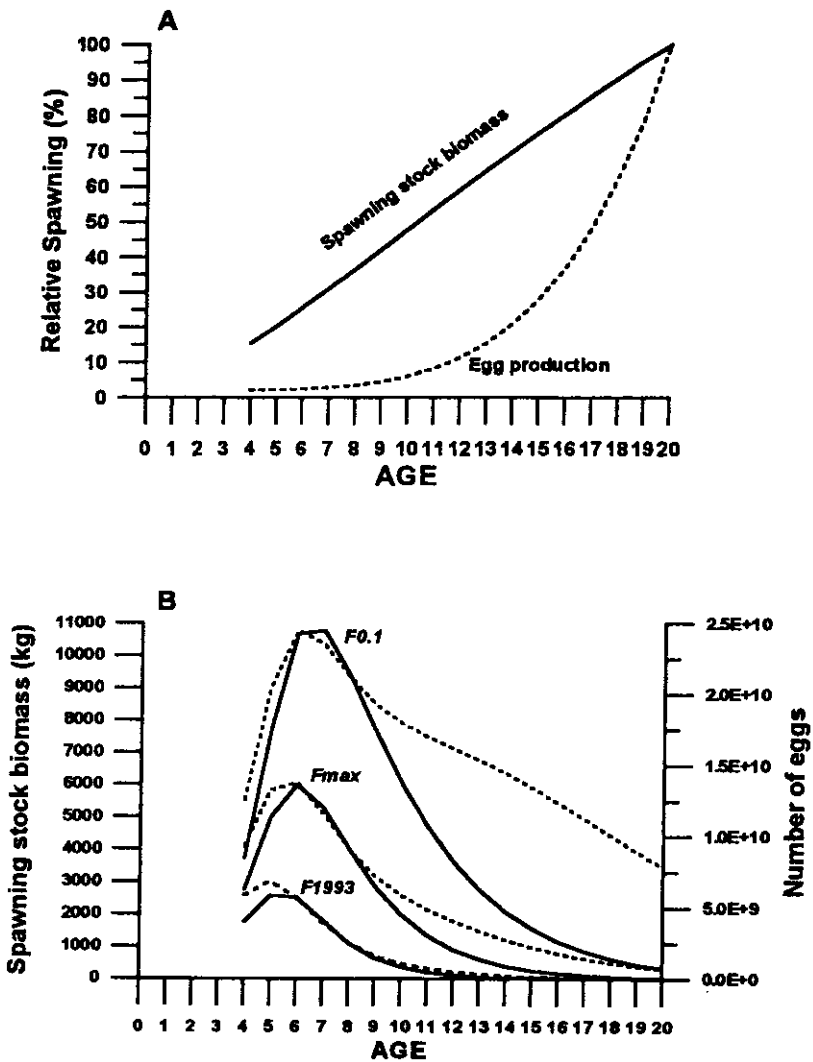 A
Relative Spawning (%)
100
90
80
70
60
50
40
30
20
10
0
Spawning stock biomass
Egg production
0 1 2 3 4 5 6 7 8 9 10 11 12 13 14 15 16 17 18 19 20
AGE
B
Spawning stock biomass (kg)
11000
10000
9000
8000
7000
6000
5000
4000
3000
2000
1000
0
F0.1
Fmax
F1993
2.5E+10
2.0E+10
1.5E+10
1.0E+10
5.0E+9
0.0E+0
Number of eggs
0 1 2 3 4 5 6 7 8 9 10 11 12 13 14 15 16 17 18 19 20
AGE